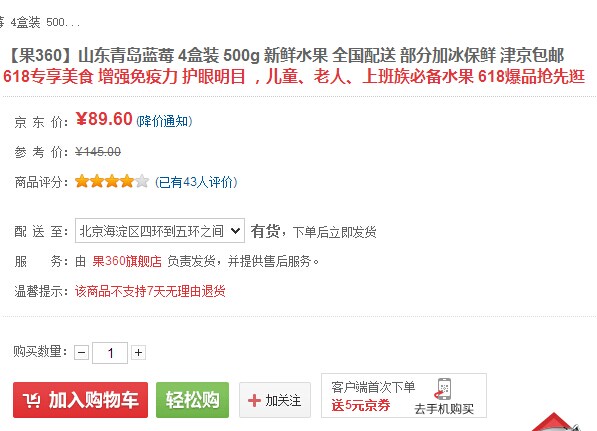 4盒装 500...
【果360】山东青岛蓝莓 4盒装 500g 新鲜水果 全国配送 部分加冰保鲜 津京包邮
618专享美食 增强免疫力 护眼明目 ，儿童、老人、上班族必备水果 618爆品抢先逛
京 东 价： ¥89.60 (降价通知)
参 考 价： ¥145.00
商品评分： (已有43人评价)
配 送 至： 北京海淀区四环到五环之间 有货，下单后立即发货
服 务： 由 果360旗舰店 负责发货，并提供售后服务。
温馨提示： 该商品不支持7天无理由退货
购买数量： − 1 +
加入购物车 轻松购 + 加关注 客户端首次下单
送5元京券 去手机购买